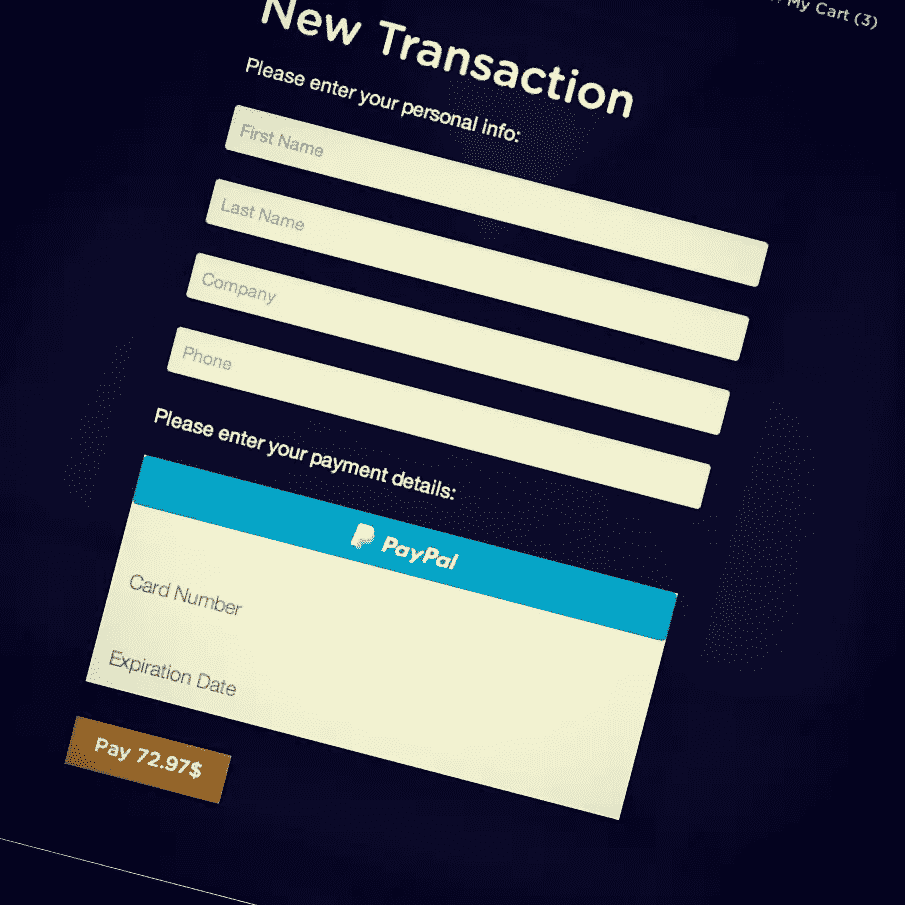 My Cart (3)
New Transaction
Please enter your personal info:
First Name
Last Name
Company
Phone
Please enter your payment details:
PayPal
Card Number
Expiration Date
Pay 72.97$